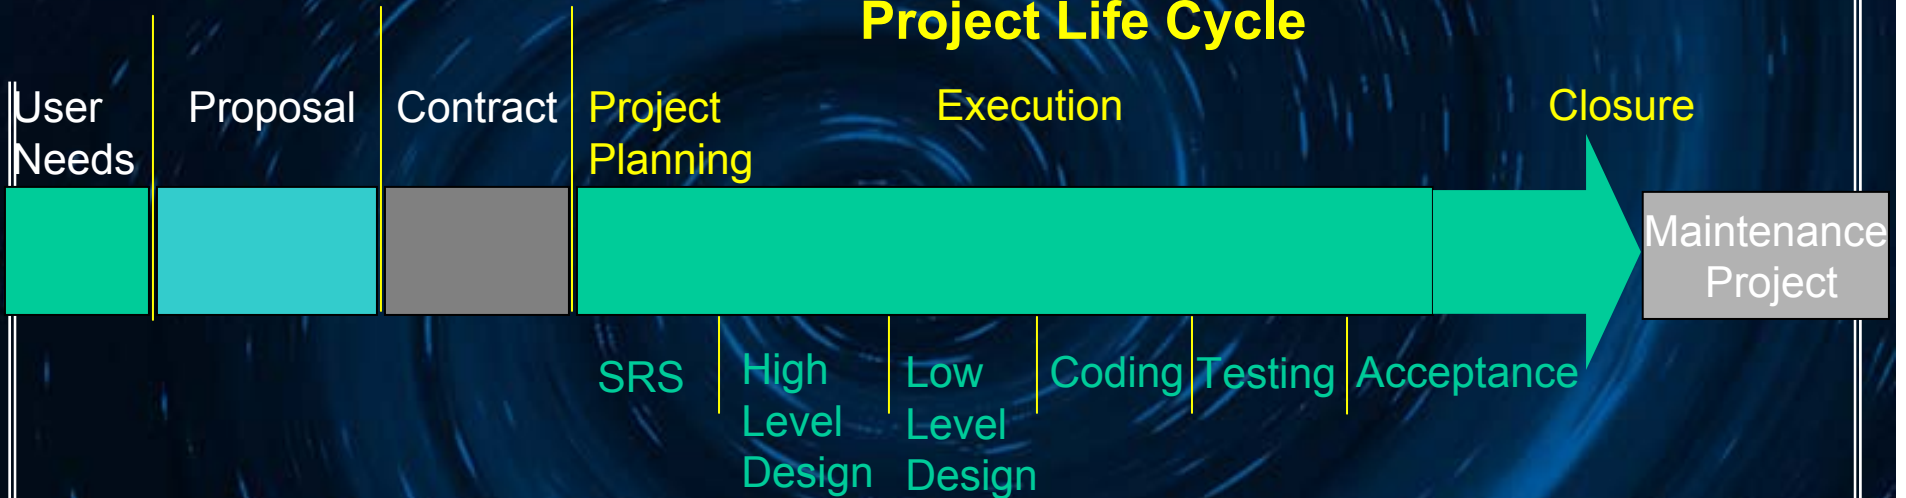 Project Life Cycle
User
Needs
Proposal
Contract
Project
Planning
Execution
Closure
Maintenance
Project
SRS
High
Level
Design
Low
Level
Design
Coding
Testing
Acceptance